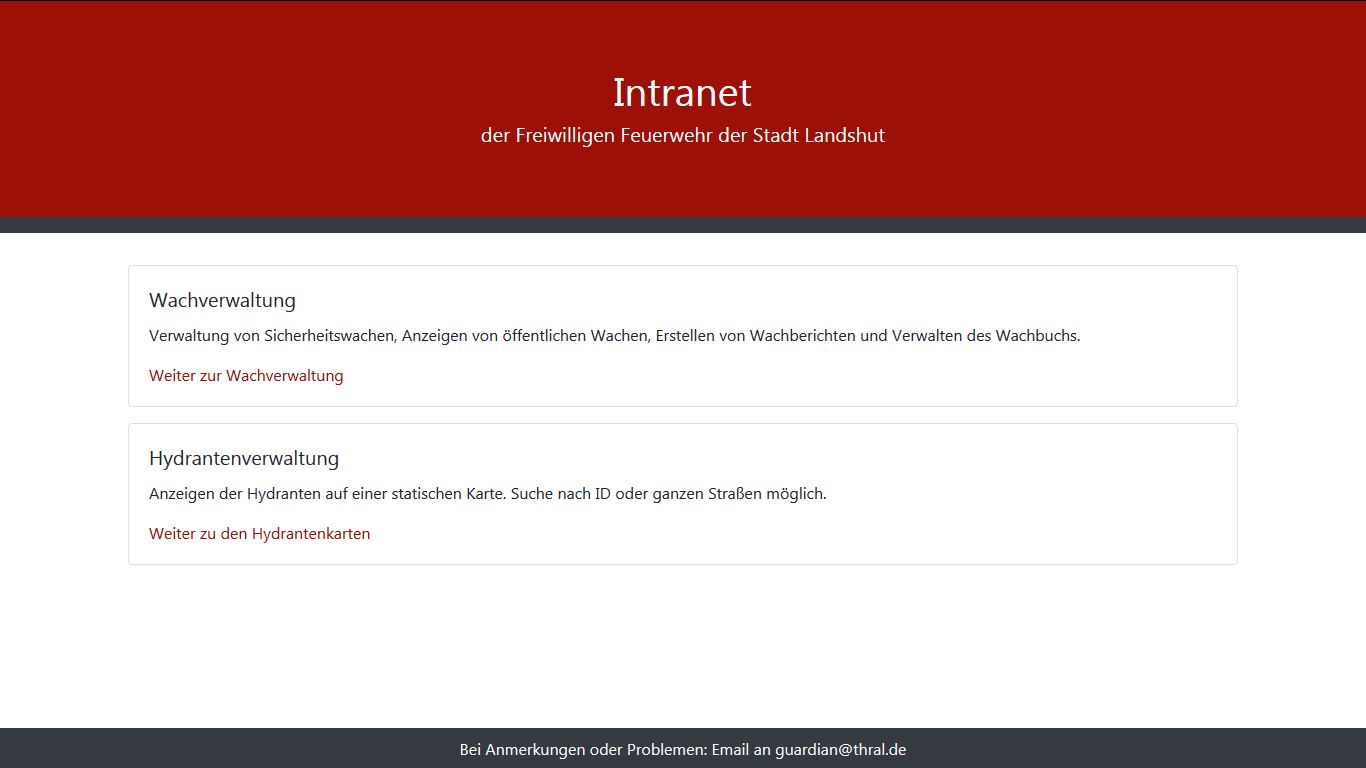 Intranet
der Freiwilligen Feuerwehr der Stadt Landshut
Wachverwaltung
Verwaltung von Sicherheitswachen, Anzeigen von öffentlichen Wachen, Erstellen von Wachberichten und Verwalten des Wachbuchs.
Weiter zur Wachverwaltung
Hydrantenverwaltung
Anzeigen der Hydranten auf einer statischen Karte. Suche nach ID oder ganzen Straßen möglich.
Weiter zu den Hydrantenkarten
Bei Anmerkungen oder Problemen: Email an guardian@thral.de